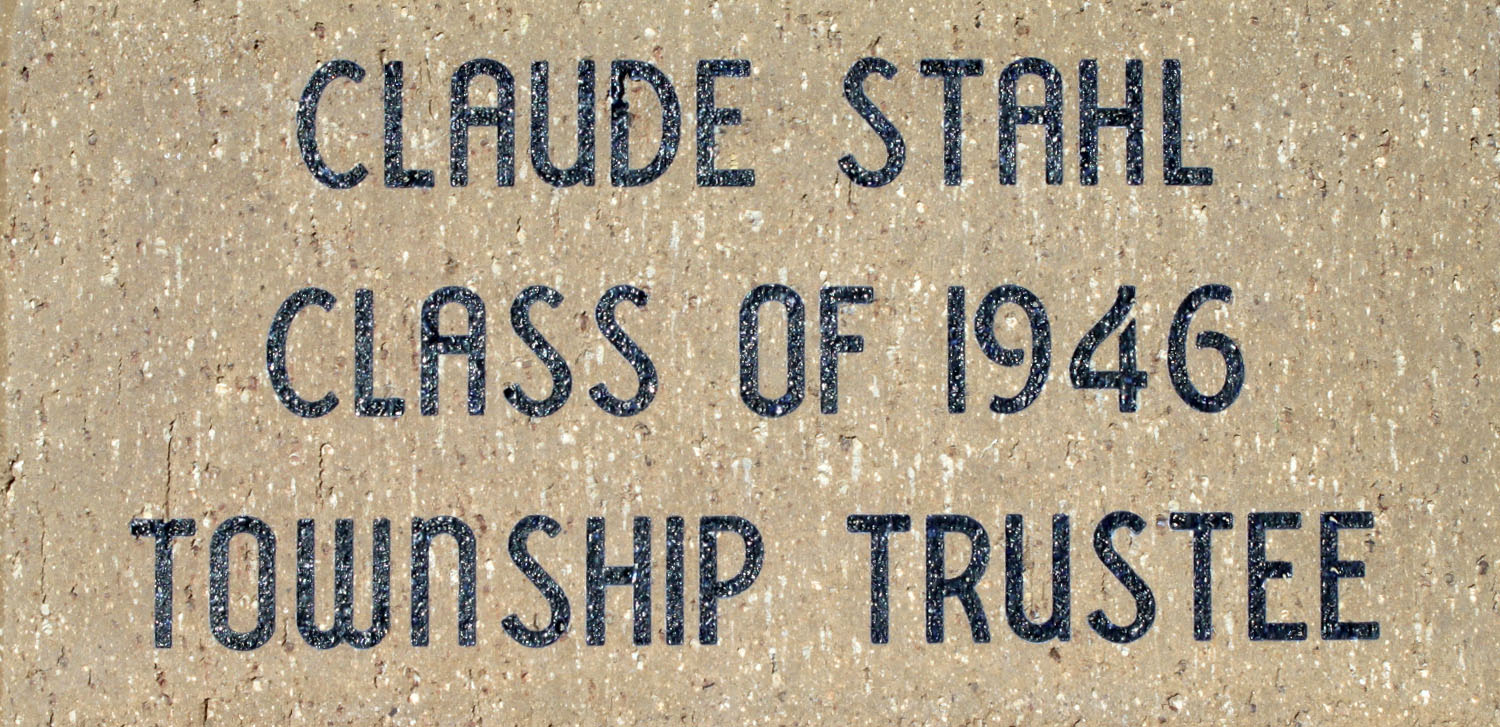 CLAUDE STAHL
CLASS OF 1946
TOWNSHIP TRUSTEE